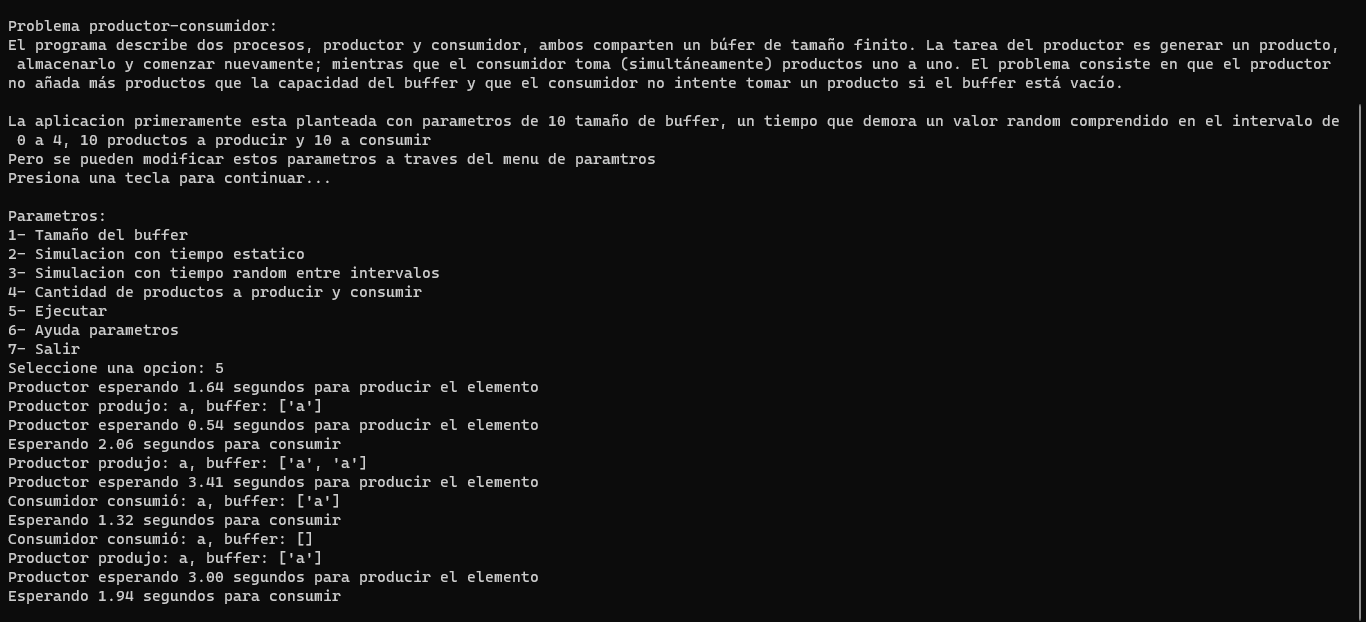 Problema productor-consumidor:
El programa describe dos procesos, productor y consumidor, ambos comparten un búfer de tamaño finito. La tarea del productor es generar un producto,
almacenarlo y comenzar nuevamente; mientras que el consumidor toma (simultáneamente) productos uno a uno. El problema consiste en que el productor
no añada más productos que la capacidad del buffer y que el consumidor no intente tomar un producto si el buffer está vacío.
La aplicacion primeramente esta planteada con parametros de 10 tamaño de buffer, un tiempo que demora un valor random comprendido en el intervalo de
0 a 4, 10 productos a producir y 10 a consumir
Pero se pueden modificar estos parametros a traves del menu de paramtros
Presiona una tecla para continuar...
Parametros:
1- Tamaño del buffer
2- Simulacion con tiempo estatico
3- Simulacion con tiempo random entre intervalos
4- Cantidad de productos a producir y consumir
5- Ejecutar
6- Ayuda parametros
7- Salir
Seleccione una opcion: 5
Productor esperando 1.64 segundos para producir el elemento
Productor produjo: a, buffer: ['a']
Productor esperando 0.54 segundos para producir el elemento
Esperando 2.06 segundos para consumir
Productor produjo: a, buffer: ['a', 'a']
Productor esperando 3.41 segundos para producir el elemento
Consumidor consumió: a, buffer: ['a']
Esperando 1.32 segundos para consumir
Consumidor consumió: a, buffer: []
Productor produjo: a, buffer: ['a']
Productor esperando 3.00 segundos para producir el elemento
Esperando 1.94 segundos para consumir